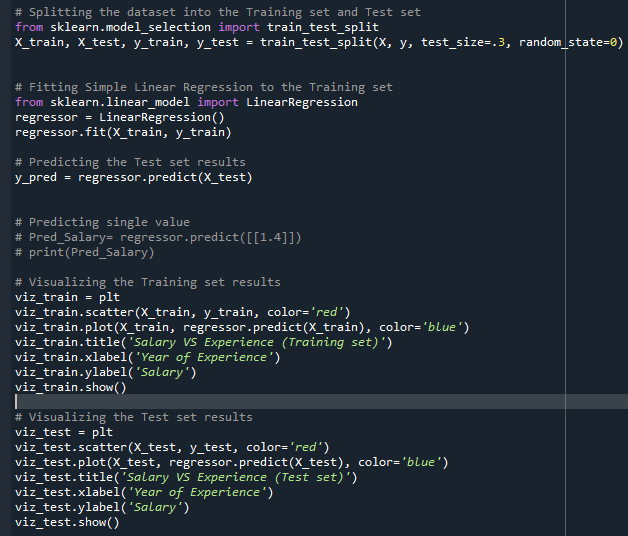 # Splitting the dataset into the Training set and Test set
from sklearn.model_selection import train_test_split
X_train, X_test, y_train, y_test = train_test_split(X, y, test_size=.3, random_state=0)
# Fitting Simple Linear Regression to the Training set
from sklearn.linear_model import LinearRegression
regressor = LinearRegression()
regressor.fit(X_train, y_train)
# Predicting the Test set results
y_pred = regressor.predict(X_test)
# Predicting single value
# Pred_Salary= regressor.predict([[1.4]])
# print(Pred_Salary)
# Visualizing the Training set results
viz_train = plt
viz_train.scatter(X_train, y_train, color='red')
viz_train.plot(X_train, regressor.predict(X_train), color='blue')
viz_train.title('Salary VS Experience (Training set)')
viz_train.xlabel('Year of Experience')
viz_train.ylabel('Salary')
viz_train.show()
# Visualizing the Test set results
viz_test = plt
viz_test.scatter(X_test, y_test, color='red')
viz_test.plot(X_test, regressor.predict(X_test), color='blue')
viz_test.title('Salary VS Experience (Test set)')
viz_test.xlabel('Year of Experience')
viz_test.ylabel('Salary')
viz_test.show()